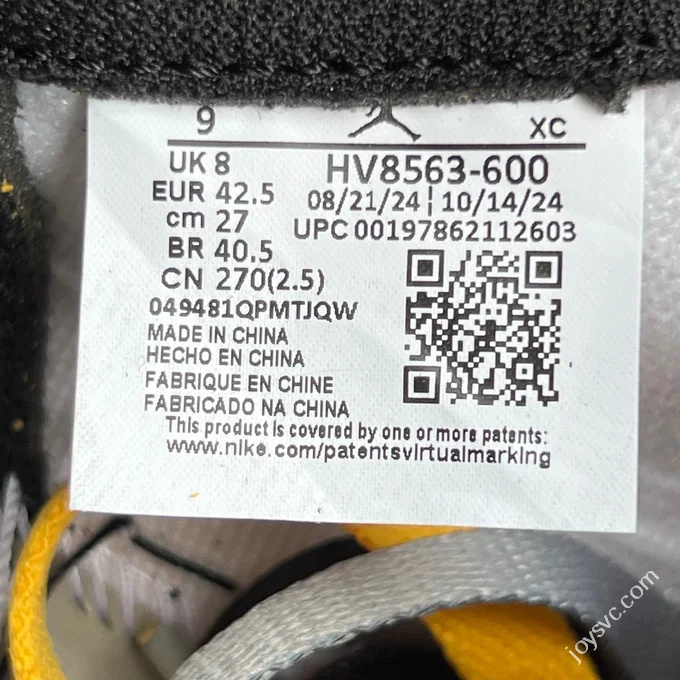 9 XC
UK 8
EUR 42.5
cm 27
BR 40.5
CN 270(2.5)
HV8563-600
08/21/24 | 10/14/24
UPC 00197862112603
049481QPMTJQW
MADE IN CHINA
HECHO EN CHINA
FABRIQUE EN CHINE
FABRICADO NA CHINA
This product is covered by one or more patents:
www.nike.com/patentsvirtualmarking
joysvc.com